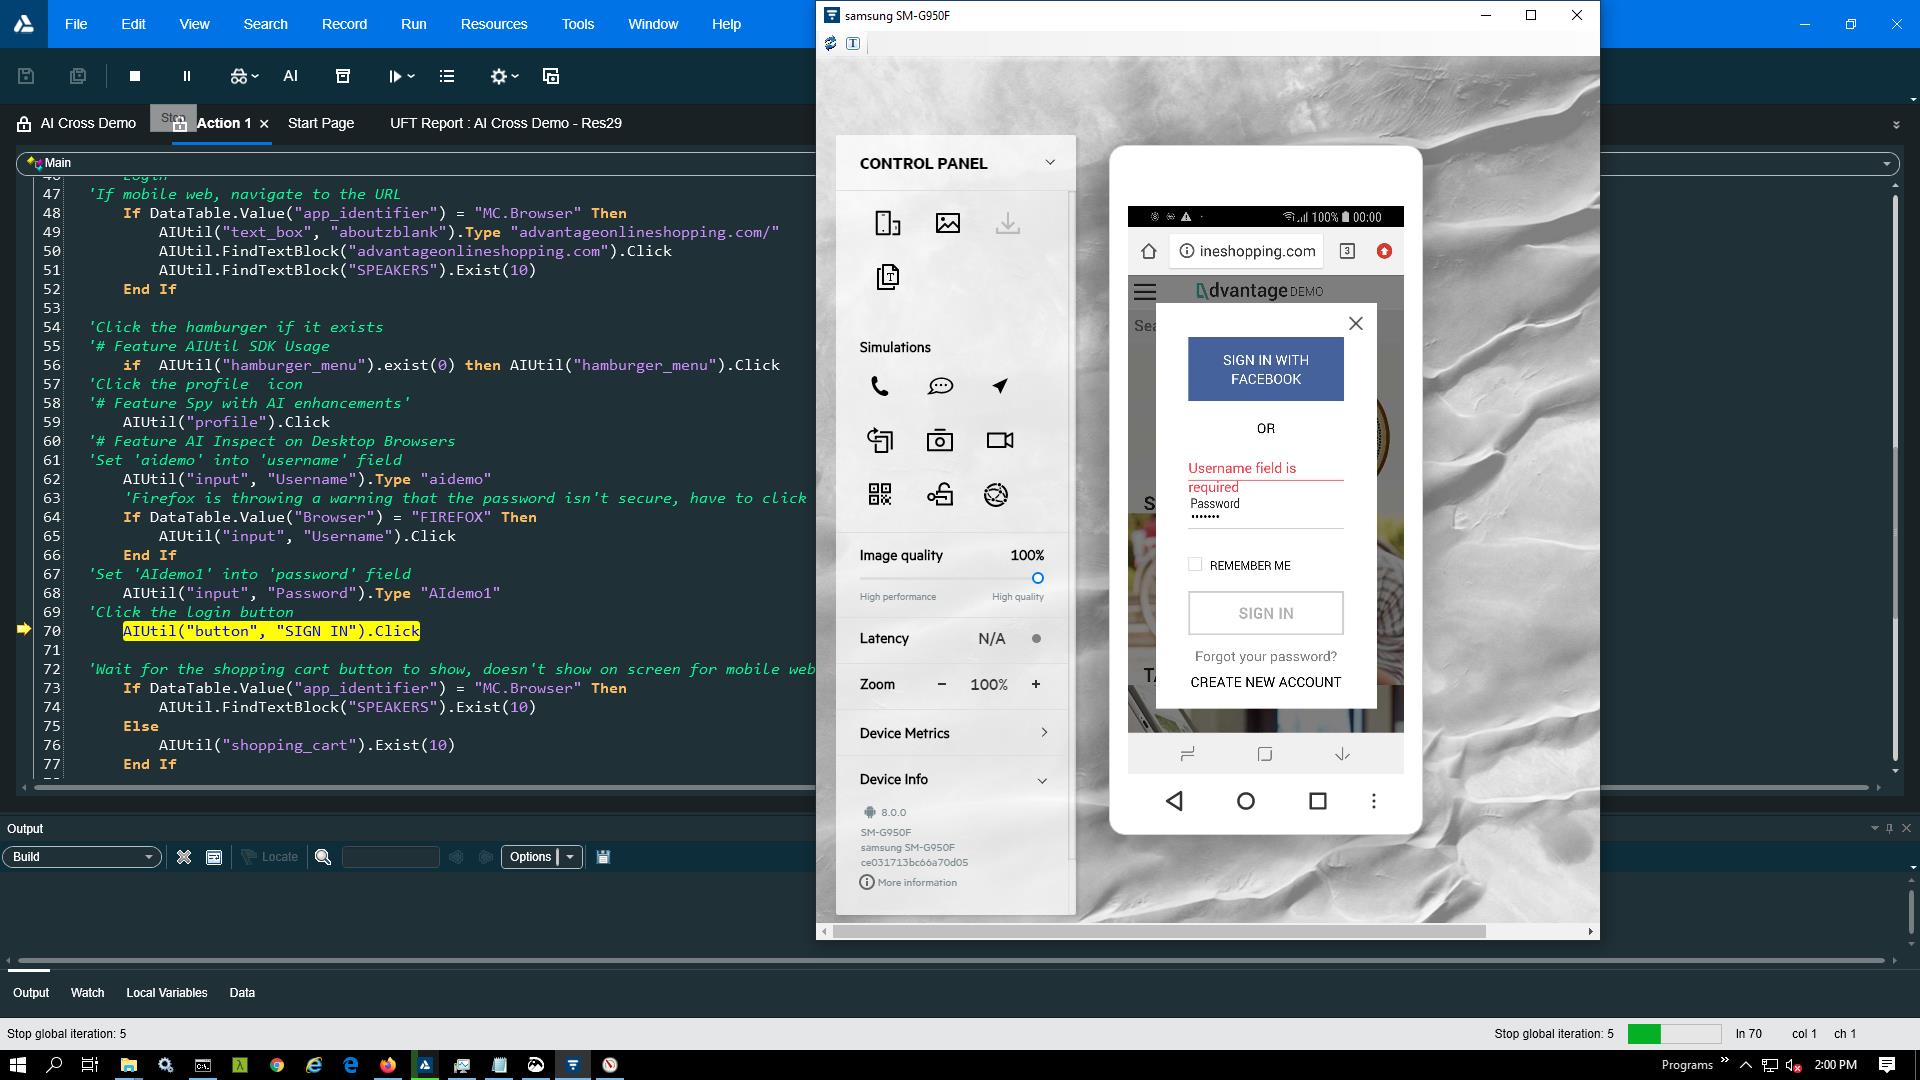 File Edit View Search Record Run Resources Tools Window Help
samsung SM-G950F
AI
AI Cross Demo
Stop
Action 1
Start Page
UFT Report : AI Cross Demo - Res29
Main
46 Login
47 'If mobile web, navigate to the URL
48 If DataTable.Value("app_identifier") = "MC.Browser" Then
49 AIUtil("text_box", "aboutzblank").Type "advantageonlineshopping.com/"
50 AIUtil.FindTextBlock("advantageonlineshopping.com").Click
51 AIUtil.FindTextBlock("SPEAKERS").Exist(10)
52 End If
53
54 'Click the hamburger if it exists
55 '# Feature AIUtil SDK Usage
56 if AIUtil("hamburger_menu").exist(0) then AIUtil("hamburger_menu").Click
57 'Click the profile icon
58 '# Feature Spy with AI enhancements'
59 AIUtil("profile").Click
60 '# Feature AI Inspect on Desktop Browsers
61 'Set 'aidemo' into 'username' field
62 AIUtil("input", "Username").Type "aidemo"
63 'Firefox is throwing a warning that the password isn't secure, have to click
64 If DataTable.Value("Browser") = "FIREFOX" Then
65 AIUtil("input", "Username").Click
66 End If
67 'Set 'AIdemo1' into 'password' field
68 AIUtil("input", "Password").Type "AIdemo1"
69 'Click the login button
70 AIUtil("button", "SIGN IN").Click
71
72 'Wait for the shopping cart button to show, doesn't show on screen for mobile web
73 If DataTable.Value("app_identifier") = "MC.Browser" Then
74 AIUtil.FindTextBlock("SPEAKERS").Exist(10)
75 Else
76 AIUtil("shopping_cart").Exist(10)
77 End If
CONTROL PANEL
Simulations
Image quality 100%
High performance High quality
Latency N/A
Zoom − 100% +
Device Metrics
Device Info
8.0.0
SM-G950F
samsung SM-G950F
ce031713bc66a70d05
More information
100% 00:00
ineshopping.com
3
Advantage DEMO
Sea
SIGN IN WITH
FACEBOOK
OR
Username field is
required
Password
•••••••
REMEMBER ME
SIGN IN
Forgot your password?
CREATE NEW ACCOUNT
S
TA
Output
Build
Locate
Options
Output Watch Local Variables Data
Stop global iteration: 5
Stop global iteration: 5
ln 70 col 1 ch 1
Programs
2:00 PM